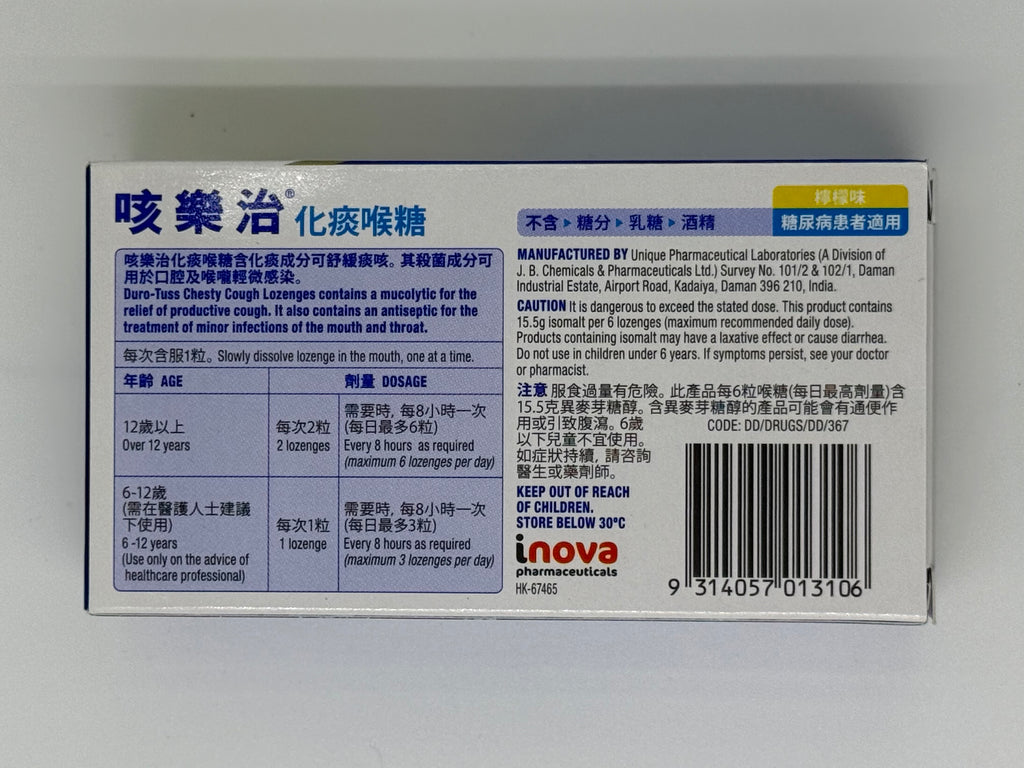 咳樂治® 化痰喉糖
咳樂治化痰喉糖含化痰成分可舒緩痰咳。其殺菌成分可
用於口腔及喉嚨輕微感染。
Duro-Tuss Chesty Cough Lozenges contains a mucolytic for the
relief of productive cough. It also contains an antiseptic for the
treatment of minor infections of the mouth and throat.
每次含服1粒。 Slowly dissolve lozenge in the mouth, one at a time.
年齡 AGE
劑量 DOSAGE
12歲以上
Over 12 years
每次2粒
2 lozenges
需要時, 每8小時一次
(每日最多6粒)
Every 8 hours as required
(maximum 6 lozenges per day)
6-12歲
(需在醫護人士建議
下使用)
6 -12 years
(Use only on the advice of
healthcare professional)
每次1粒
1 lozenge
需要時, 每8小時一次
(每日最多3粒)
Every 8 hours as required
(maximum 3 lozenges per day)
檸檬味
不含 ▸ 糖分 ▸ 乳糖 ▸ 酒精
糖尿病患者適用
MANUFACTURED BY Unique Pharmaceutical Laboratories (A Division of
J. B. Chemicals & Pharmaceuticals Ltd.) Survey No. 101/2 & 102/1, Daman
Industrial Estate, Airport Road, Kadaiya, Daman 396 210, India.
CAUTION It is dangerous to exceed the stated dose. This product contains
15.5g isomalt per 6 lozenges (maximum recommended daily dose).
Products containing isomalt may have a laxative effect or cause diarrhea.
Do not use in children under 6 years. If symptoms persist, see your doctor
or pharmacist.
注意 服食過量有危險。此產品每6粒喉糖(每日最高劑量)含
15.5克異麥芽糖醇。含異麥芽糖醇的產品可能會有通便作
用或引致腹瀉。6歲
以下兒童不宜使用。
如症狀持續, 請咨詢
醫生或藥劑師。
CODE: DD/DRUGS/DD/367
KEEP OUT OF REACH
OF CHILDREN.
STORE BELOW 30ºC
inova
pharmaceuticals
HK-67465
9 314057 013106